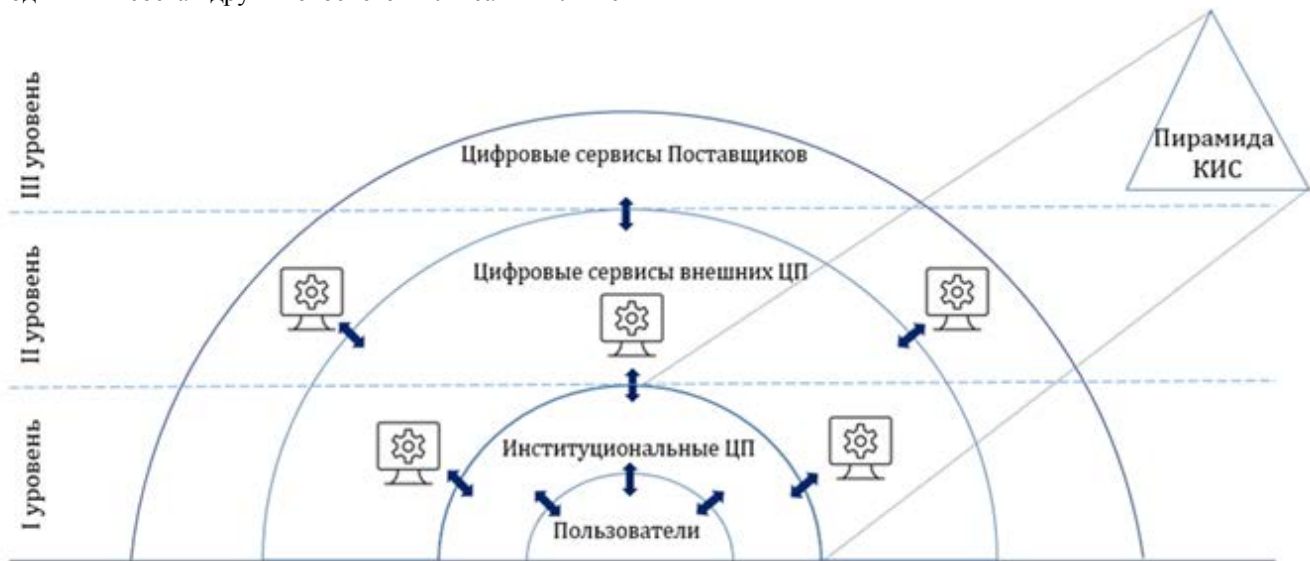 III уровень
Цифровые сервисы Поставщиков
Пирамида
КИС
II уровень
Цифровые сервисы внешних ЦП
I уровень
Институциональные ЦП
Пользователи